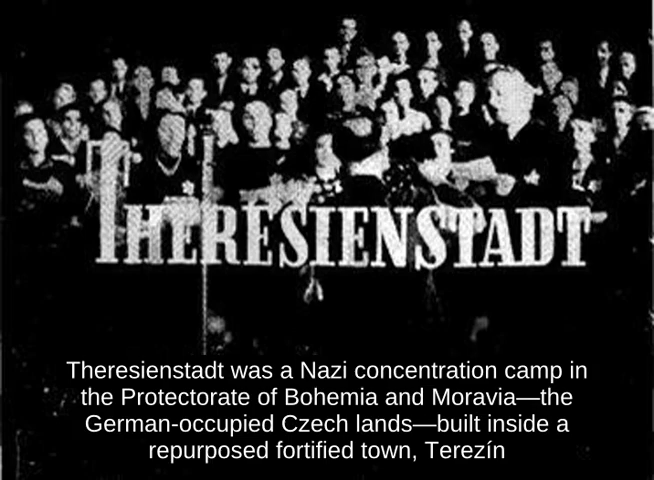 THERESIENSTADT
Theresienstadt was a Nazi concentration camp in
the Protectorate of Bohemia and Moravia—the
German-occupied Czech lands—built inside a
repurposed fortified town, Terezín